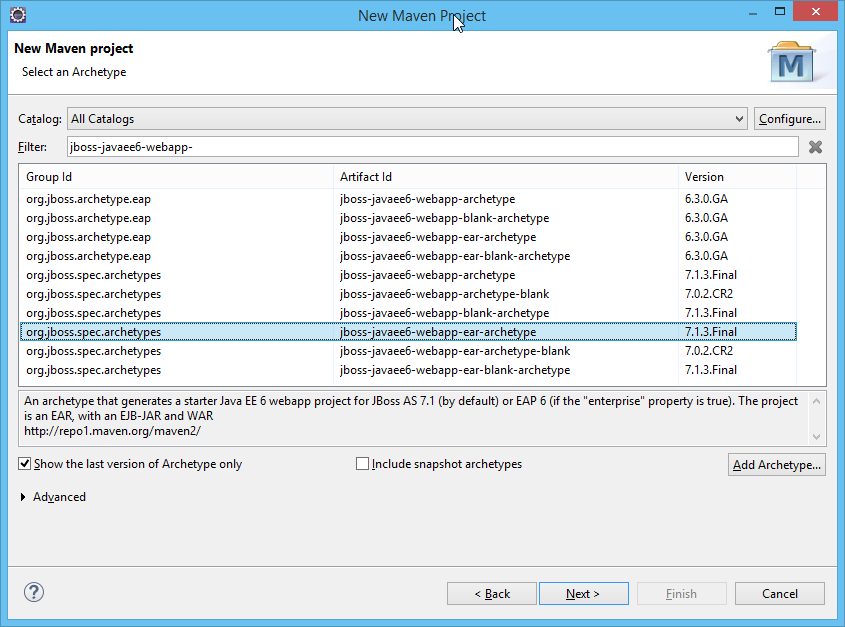 New Maven Project
New Maven project
Select an Archetype
M
Catalog: All Catalogs Configure...
Filter: jboss-javaee6-webapp-
Group Id Artifact Id Version
org.jboss.archetype.eap jboss-javaee6-webapp-archetype 6.3.0.GA
org.jboss.archetype.eap jboss-javaee6-webapp-blank-archetype 6.3.0.GA
org.jboss.archetype.eap jboss-javaee6-webapp-ear-archetype 6.3.0.GA
org.jboss.archetype.eap jboss-javaee6-webapp-ear-blank-archetype 6.3.0.GA
org.jboss.spec.archetypes jboss-javaee6-webapp-archetype 7.1.3.Final
org.jboss.spec.archetypes jboss-javaee6-webapp-archetype-blank 7.0.2.CR2
org.jboss.spec.archetypes jboss-javaee6-webapp-blank-archetype 7.1.3.Final
org.jboss.spec.archetypes jboss-javaee6-webapp-ear-archetype 7.1.3.Final
org.jboss.spec.archetypes jboss-javaee6-webapp-ear-archetype-blank 7.0.2.CR2
org.jboss.spec.archetypes jboss-javaee6-webapp-ear-blank-archetype 7.1.3.Final
An archetype that generates a starter Java EE 6 webapp project for JBoss AS 7.1 (by default) or EAP 6 (if the "enterprise" property is true). The project
is an EAR, with an EJB-JAR and WAR
http://repo1.maven.org/maven2/
Show the last version of Archetype only Include snapshot archetypes Add Archetype...
Advanced
? < Back Next > Finish Cancel